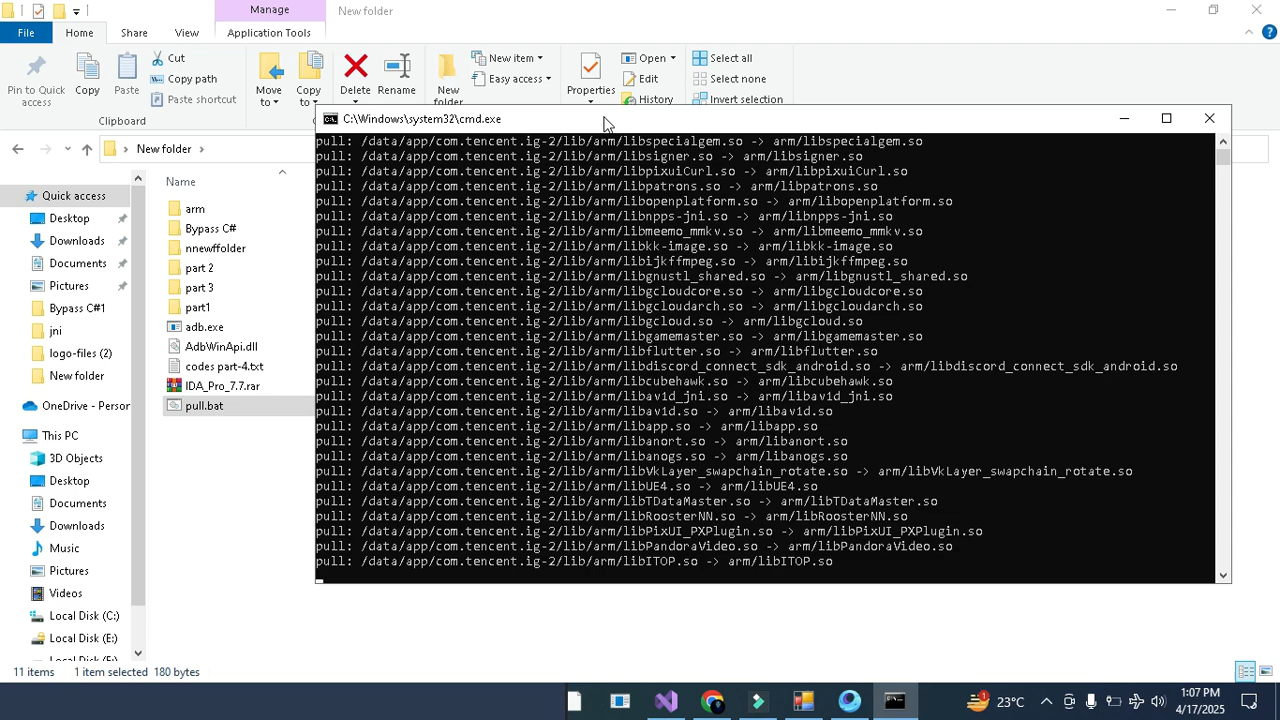 Manage
New folder
File
Home
Share
View
Application Tools
Pin to Quick access
Copy
Paste
Cut
Copy path
Paste shortcut
Clipboard
Move to
Copy to
Delete
Rename
New folder
New item
Easy access
Properties
Open
Edit
History
Select all
Select none
Invert selection
C:\Windows\system32\cmd.exe
New folder
Quick access
Desktop
Downloads
Documents
Pictures
Bypass C#1
jni
logo-files (2)
New folder
OneDrive - Person
This PC
3D Objects
Desktop
Documents
Downloads
Music
Pictures
Videos
Local Disk (C:)
Local Disk (E:)
Name
arm
Bypass C#
nnewffolder
part 2
part 3
part1
adb.exe
AdbWinApi.dll
codes part-4.txt
IDA_Pro_7.7.rar
pull.bat
pull: /data/app/com.tencent.ig-2/lib/arm/libspecialgem.so -> arm/libspecialgem.so
pull: /data/app/com.tencent.ig-2/lib/arm/libsigner.so -> arm/libsigner.so
pull: /data/app/com.tencent.ig-2/lib/arm/libpixuiCurl.so -> arm/libpixuiCurl.so
pull: /data/app/com.tencent.ig-2/lib/arm/libpatrons.so -> arm/libpatrons.so
pull: /data/app/com.tencent.ig-2/lib/arm/libopenplatform.so -> arm/libopenplatform.so
pull: /data/app/com.tencent.ig-2/lib/arm/libnpps-jni.so -> arm/libnpps-jni.so
pull: /data/app/com.tencent.ig-2/lib/arm/libmeemo_mmkv.so -> arm/libmeemo_mmkv.so
pull: /data/app/com.tencent.ig-2/lib/arm/libkk-image.so -> arm/libkk-image.so
pull: /data/app/com.tencent.ig-2/lib/arm/libijkffmpeg.so -> arm/libijkffmpeg.so
pull: /data/app/com.tencent.ig-2/lib/arm/libgnustl_shared.so -> arm/libgnustl_shared.so
pull: /data/app/com.tencent.ig-2/lib/arm/libgcloudcore.so -> arm/libgcloudcore.so
pull: /data/app/com.tencent.ig-2/lib/arm/libgcloudarch.so -> arm/libgcloudarch.so
pull: /data/app/com.tencent.ig-2/lib/arm/libgcloud.so -> arm/libgcloud.so
pull: /data/app/com.tencent.ig-2/lib/arm/libgamemaster.so -> arm/libgamemaster.so
pull: /data/app/com.tencent.ig-2/lib/arm/libflutter.so -> arm/libflutter.so
pull: /data/app/com.tencent.ig-2/lib/arm/libdiscord_connect_sdk_android.so -> arm/libdiscord_connect_sdk_android.so
pull: /data/app/com.tencent.ig-2/lib/arm/libcubehawk.so -> arm/libcubehawk.so
pull: /data/app/com.tencent.ig-2/lib/arm/libav1d_jni.so -> arm/libav1d_jni.so
pull: /data/app/com.tencent.ig-2/lib/arm/libav1d.so -> arm/libav1d.so
pull: /data/app/com.tencent.ig-2/lib/arm/libapp.so -> arm/libapp.so
pull: /data/app/com.tencent.ig-2/lib/arm/libanort.so -> arm/libanort.so
pull: /data/app/com.tencent.ig-2/lib/arm/libanogs.so -> arm/libanogs.so
pull: /data/app/com.tencent.ig-2/lib/arm/libVkLayer_swapchain_rotate.so -> arm/libVkLayer_swapchain_rotate.so
pull: /data/app/com.tencent.ig-2/lib/arm/libUE4.so -> arm/libUE4.so
pull: /data/app/com.tencent.ig-2/lib/arm/libTDataMaster.so -> arm/libTDataMaster.so
pull: /data/app/com.tencent.ig-2/lib/arm/libRoosterNN.so -> arm/libRoosterNN.so
pull: /data/app/com.tencent.ig-2/lib/arm/libPixUI_PXPlugin.so -> arm/libPixUI_PXPlugin.so
pull: /data/app/com.tencent.ig-2/lib/arm/libPandoraVideo.so -> arm/libPandoraVideo.so
pull: /data/app/com.tencent.ig-2/lib/arm/libITOP.so -> arm/libITOP.so
11 items
1 item selected 180 bytes
1
23°C
1:07 PM
4/17/2025